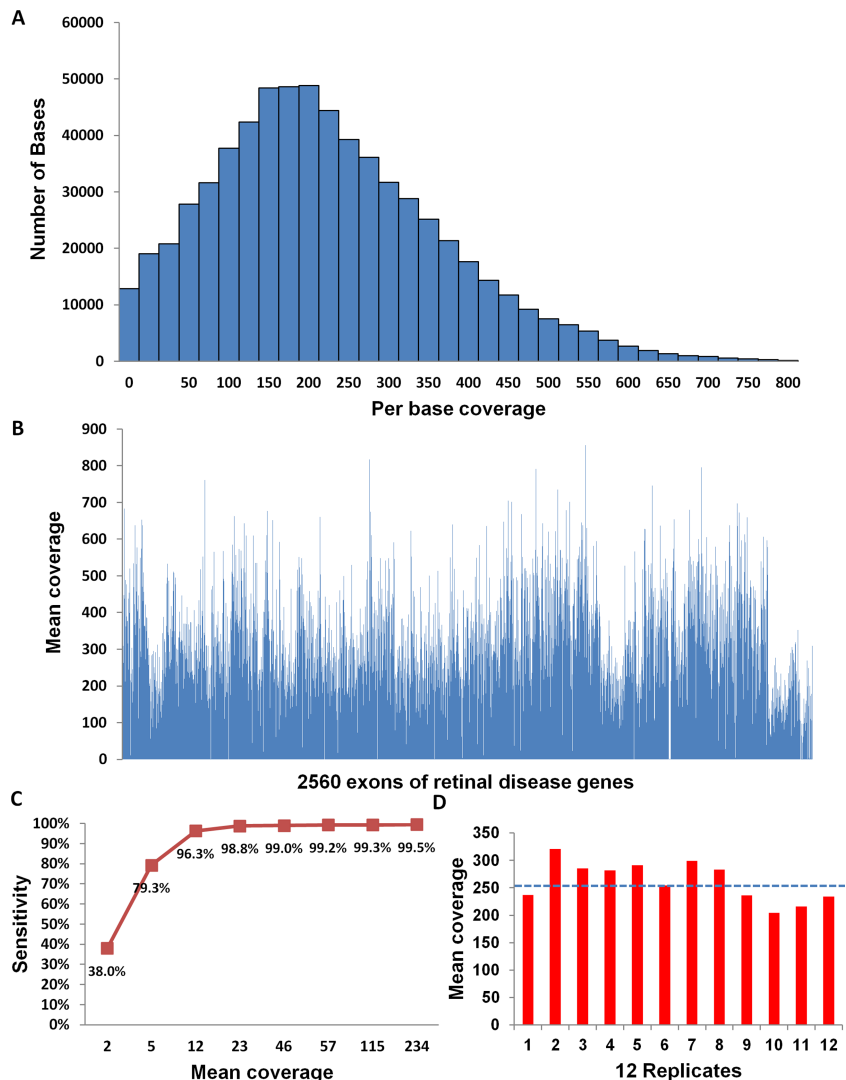 A
60000
50000
40000
30000
20000
10000
0
Number of Bases
0 50 100 150 200 250 300 350 400 450 500 550 600 650 700 750 800
Per base coverage
B
900
800
700
600
500
400
300
200
100
0
Mean coverage
2560 exons of retinal disease genes
C
100%
90%
80%
70%
60%
50%
40%
30%
20%
10%
0%
Sensitivity
38.0%
79.3%
96.3%
98.8%
99.0%
99.2%
99.3%
99.5%
2 5 12 23 46 57 115 234
Mean coverage
D
350
300
250
200
150
100
50
0
Mean coverage
1 2 3 4 5 6 7 8 9 10 11 12
12 Replicates